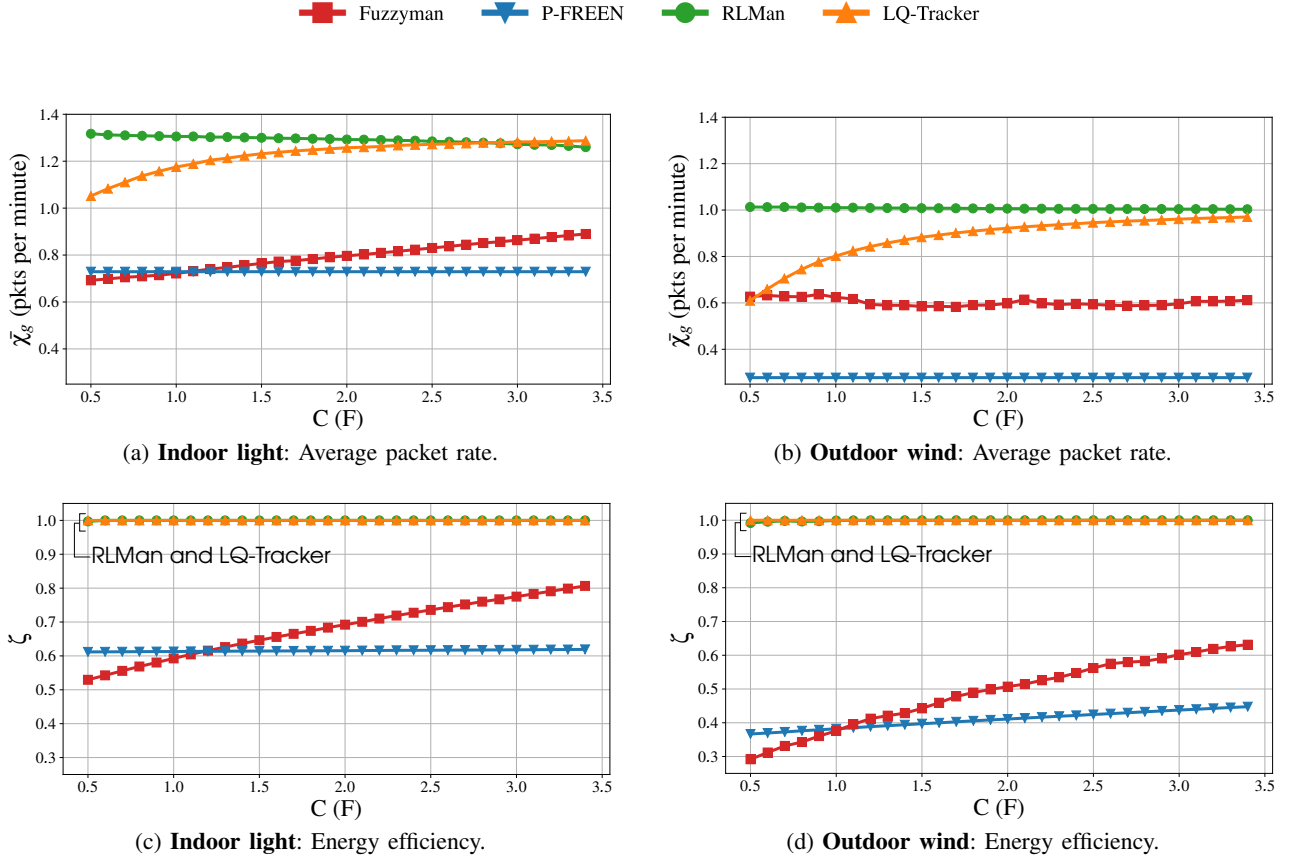 Fuzzyman P-FREEN RLMan LQ-Tracker
1.4
1.2
1.0
0.8
0.6
0.4
χ̄g (pkts per minute)
0.5 1.0 1.5 2.0 2.5 3.0 3.5
C (F)
(a) Indoor light: Average packet rate.
1.4
1.2
1.0
0.8
0.6
0.4
χ̄g (pkts per minute)
0.5 1.0 1.5 2.0 2.5 3.0 3.5
C (F)
(b) Outdoor wind: Average packet rate.
1.0
0.9
0.8
0.7
0.6
0.5
0.4
0.3
ζ
RLMan and LQ-Tracker
0.5 1.0 1.5 2.0 2.5 3.0 3.5
C (F)
(c) Indoor light: Energy efficiency.
1.0
0.9
0.8
0.7
0.6
0.5
0.4
0.3
ζ
RLMan and LQ-Tracker
0.5 1.0 1.5 2.0 2.5 3.0 3.5
C (F)
(d) Outdoor wind: Energy efficiency.